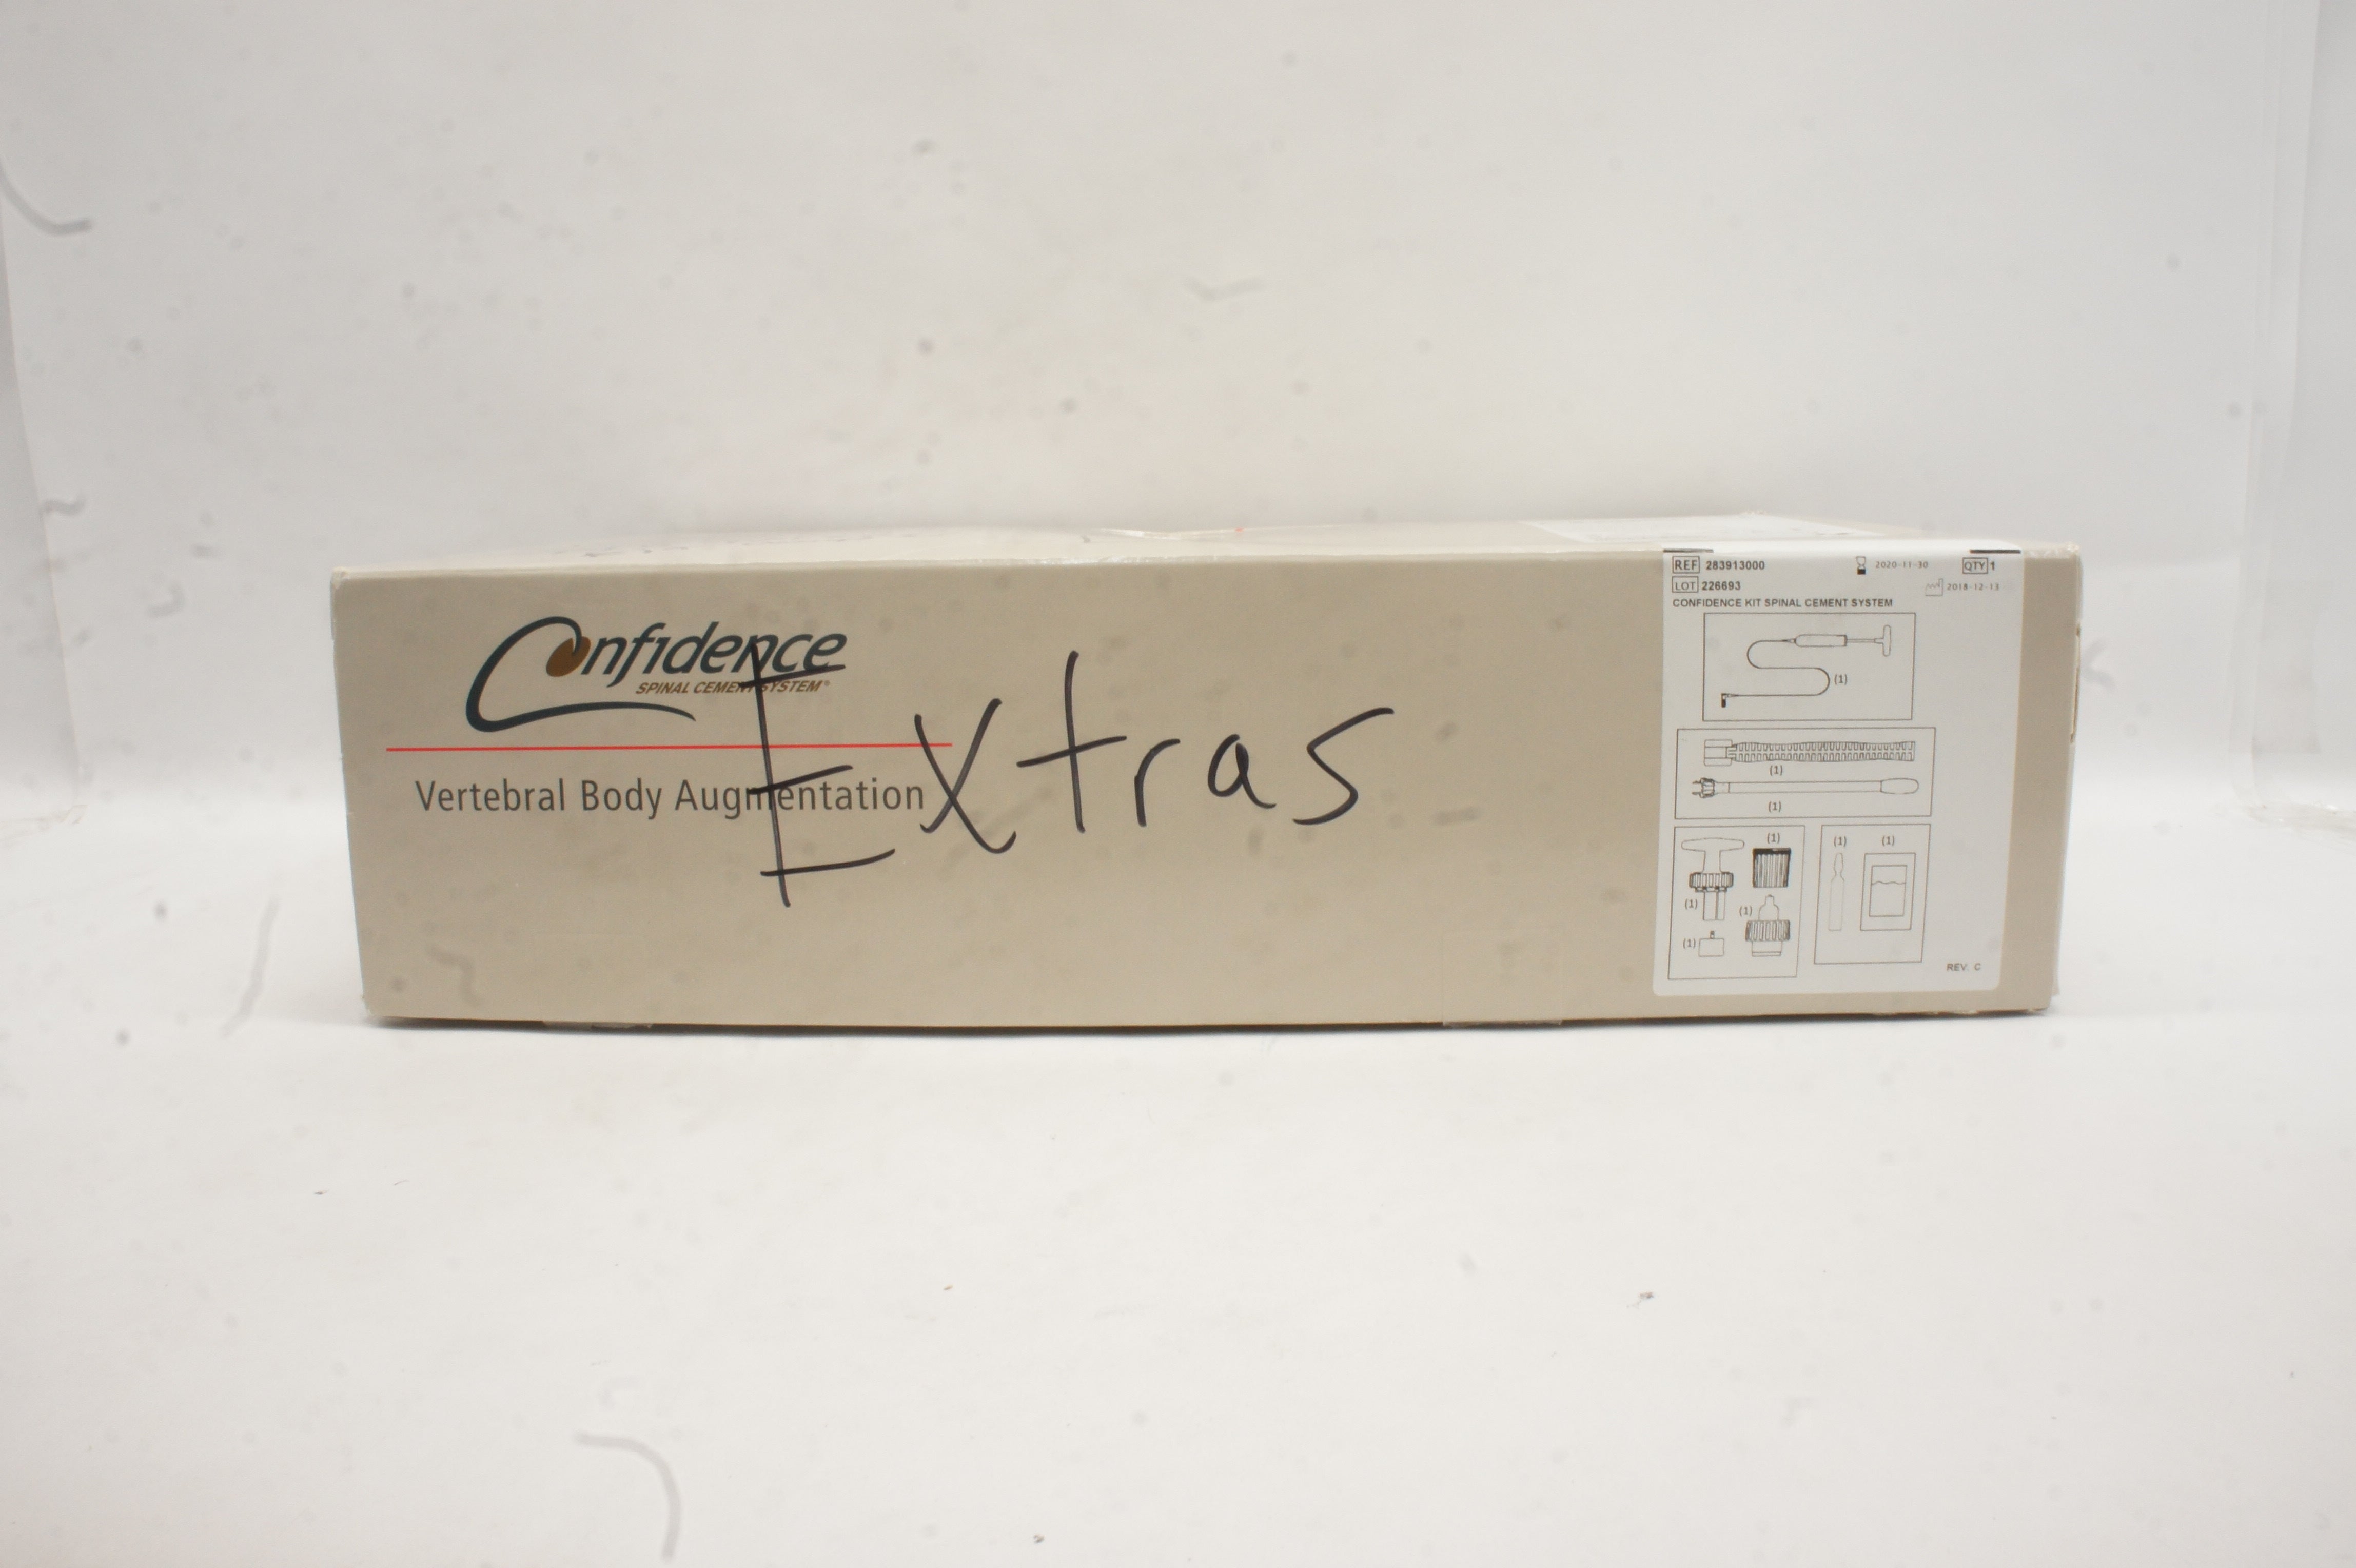 Confidence
SPINAL CEMENT SYSTEM®
Vertebral Body Augmentation
Extras
REF 283913000 2020-11-30 QTY 1
LOT 226693 2018-12-13
CONFIDENCE KIT SPINAL CEMENT SYSTEM
(1)
(1)
(1)
(1) (1) (1)
(1) (1)
(1)
REV. C